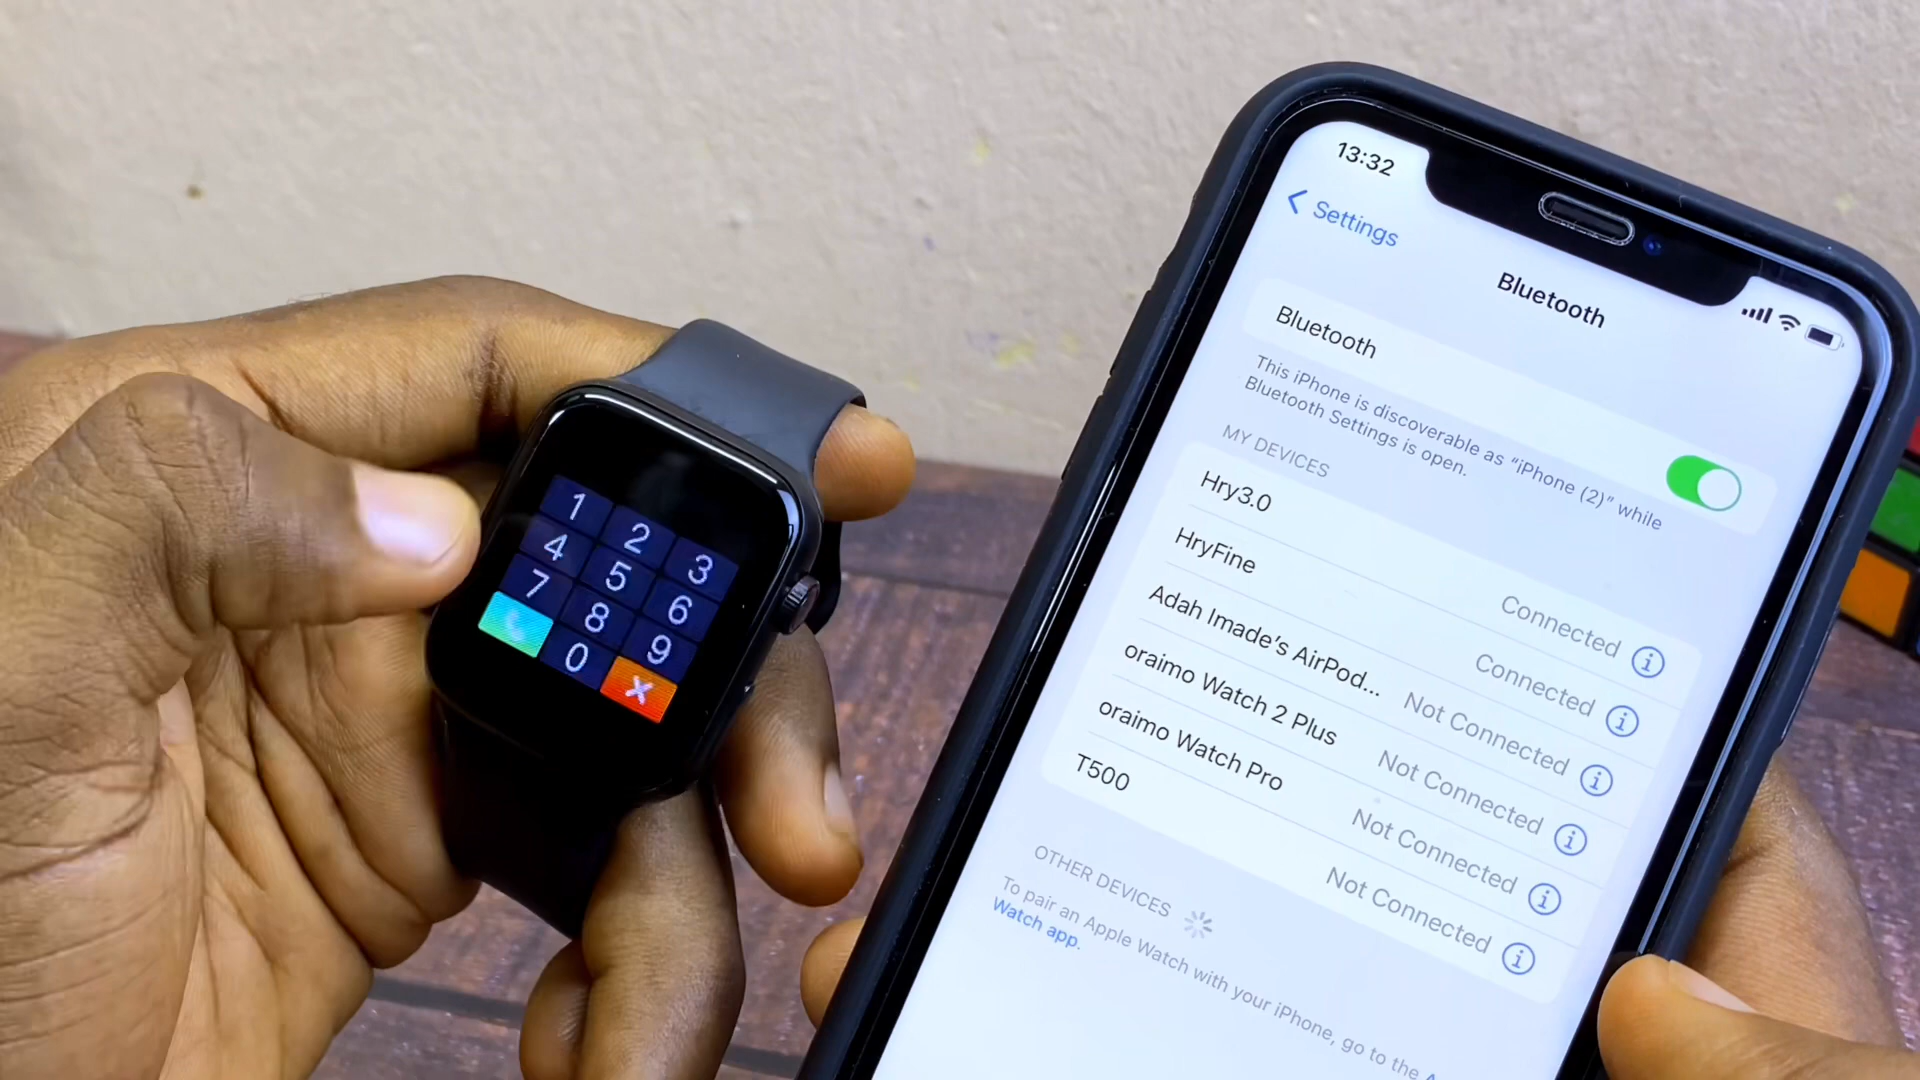 1 2 3
4 5 6
7 8 9
0 X
13:32
Settings
Bluetooth
Bluetooth
This iPhone is discoverable as “iPhone (2)” while
Bluetooth Settings is open.
MY DEVICES
Hry3.0 Connected
HryFine Connected
Adah Imade’s AirPod... Not Connected
oraimo Watch 2 Plus Not Connected
oraimo Watch Pro Not Connected
T500 Not Connected
OTHER DEVICES
To pair an Apple Watch with your iPhone, go to the
Watch app.